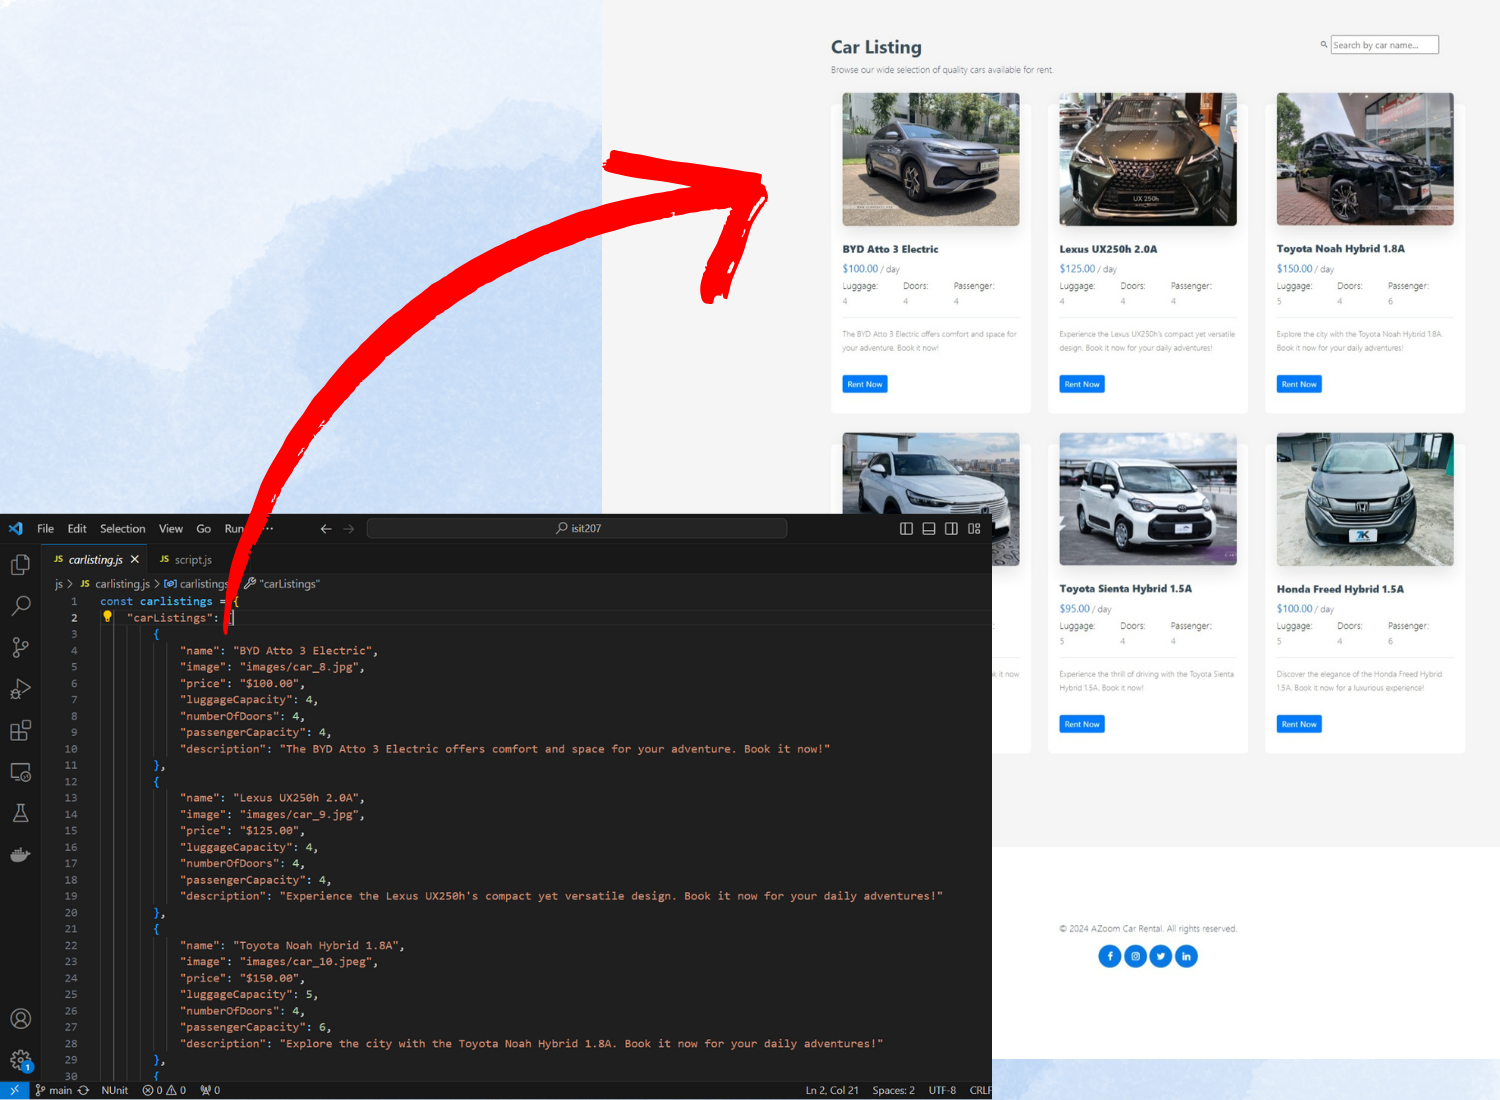 Car Listing
Search by car name...
Browse our wide selection of quality cars available for rent.
UX 250h
BYD Atto 3 Electric
$100.00 / day
Luggage: Doors: Passenger:
4 4 4
The BYD Atto 3 Electric offers comfort and space for
your adventure. Book it now!
Rent Now
Lexus UX250h 2.0A
$125.00 / day
Luggage: Doors: Passenger:
4 4 4
Experience the Lexus UX250h's compact yet versatile
design. Book it now for your daily adventures!
Rent Now
Toyota Noah Hybrid 1.8A
$150.00 / day
Luggage: Doors: Passenger:
5 4 6
Explore the city with the Toyota Noah Hybrid 1.8A.
Book it now for your daily adventures!
Rent Now
k it now
Toyota Sienta Hybrid 1.5A
$95.00 / day
Luggage: Doors: Passenger:
5 4 4
Experience the thrill of driving with the Toyota Sienta
Hybrid 1.5A. Book it now!
Rent Now
7K
Honda Freed Hybrid 1.5A
$100.00 / day
Luggage: Doors: Passenger:
5 4 6
Discover the elegance of the Honda Freed Hybrid
1.5A. Book it now for a luxurious experience!
Rent Now
© 2024 AZoom Car Rental. All rights reserved.
File Edit Selection View Go Run ··· isit207
JS carlisting.js JS script.js
js > JS carlisting.js > carlistings > "carListings"
1 const carlistings = {
2 "carListings": [
3 {
4 "name": "BYD Atto 3 Electric",
5 "image": "images/car_8.jpg",
6 "price": "$100.00",
7 "luggageCapacity": 4,
8 "numberOfDoors": 4,
9 "passengerCapacity": 4,
10 "description": "The BYD Atto 3 Electric offers comfort and space for your adventure. Book it now!"
11 },
12 {
13 "name": "Lexus UX250h 2.0A",
14 "image": "images/car_9.jpg",
15 "price": "$125.00",
16 "luggageCapacity": 4,
17 "numberOfDoors": 4,
18 "passengerCapacity": 4,
19 "description": "Experience the Lexus UX250h's compact yet versatile design. Book it now for your daily adventures!"
20 },
21 {
22 "name": "Toyota Noah Hybrid 1.8A",
23 "image": "images/car_10.jpeg",
24 "price": "$150.00",
25 "luggageCapacity": 5,
26 "numberOfDoors": 4,
27 "passengerCapacity": 6,
28 "description": "Explore the city with the Toyota Noah Hybrid 1.8A. Book it now for your daily adventures!"
29 },
30 {
1
main NUnit 0 0 0 Ln 2, Col 21 Spaces: 2 UTF-8 CRLF